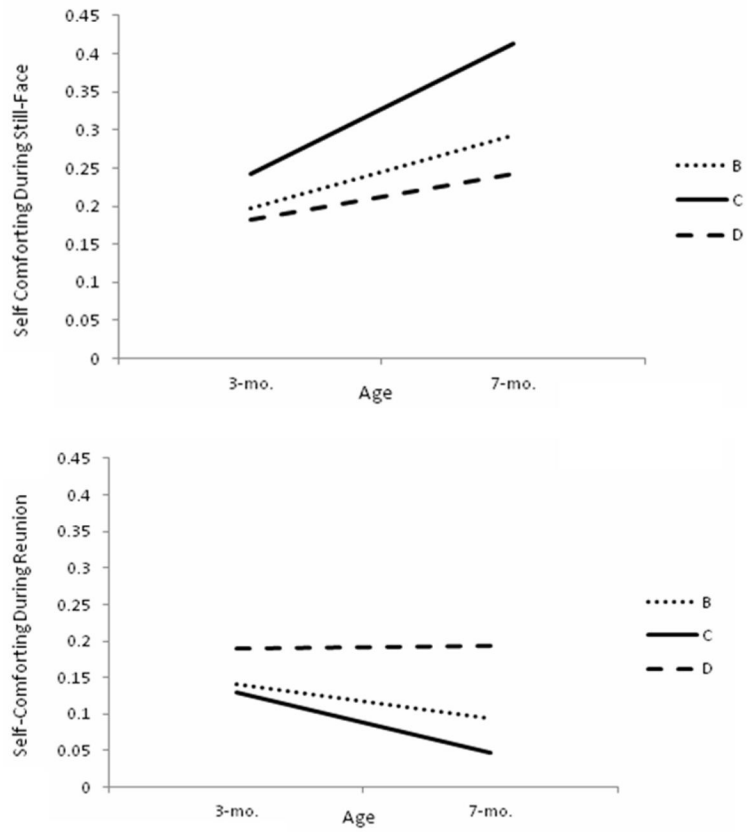 Self Comforting During Still-Face
0.45
0.4
0.35
0.3
0.25
0.2
0.15
0.1
0.05
0
3-mo.
7-mo.
Age
B
C
D
Self-Comforting During Reunion
0.45
0.4
0.35
0.3
0.25
0.2
0.15
0.1
0.05
0
3-mo.
7-mo.
Age
B
C
D